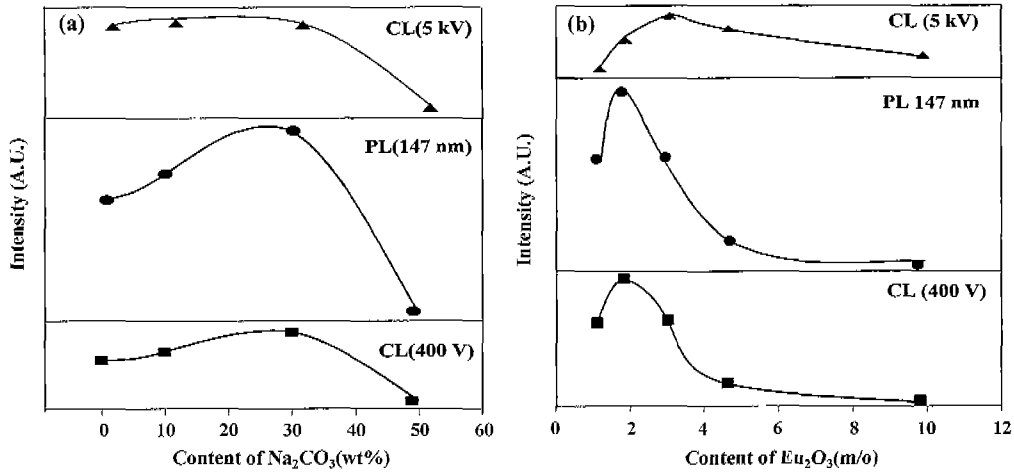 (a)
CL(5 kV)
PL(147 nm)
CL(400 V)
Intensity (A.U.)
0 10 20 30 40 50 60
Content of Na₂CO₃(wt%)
(b)
CL (5 kV)
PL 147 nm
CL (400 V)
Intensity (A.U.)
0 2 4 6 8 10 12
Content of Eu₂O₃(m/o)